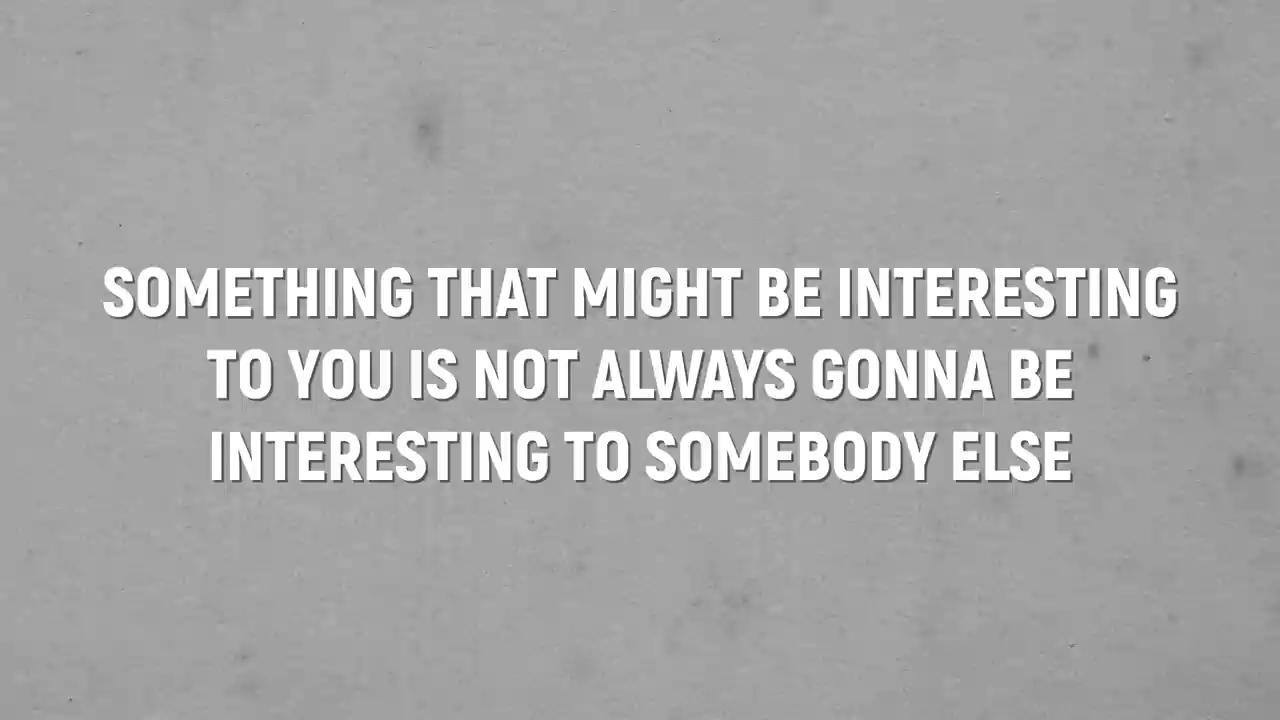 SOMETHING THAT MIGHT BE INTERESTING
TO YOU IS NOT ALWAYS GONNA BE
INTERESTING TO SOMEBODY ELSE